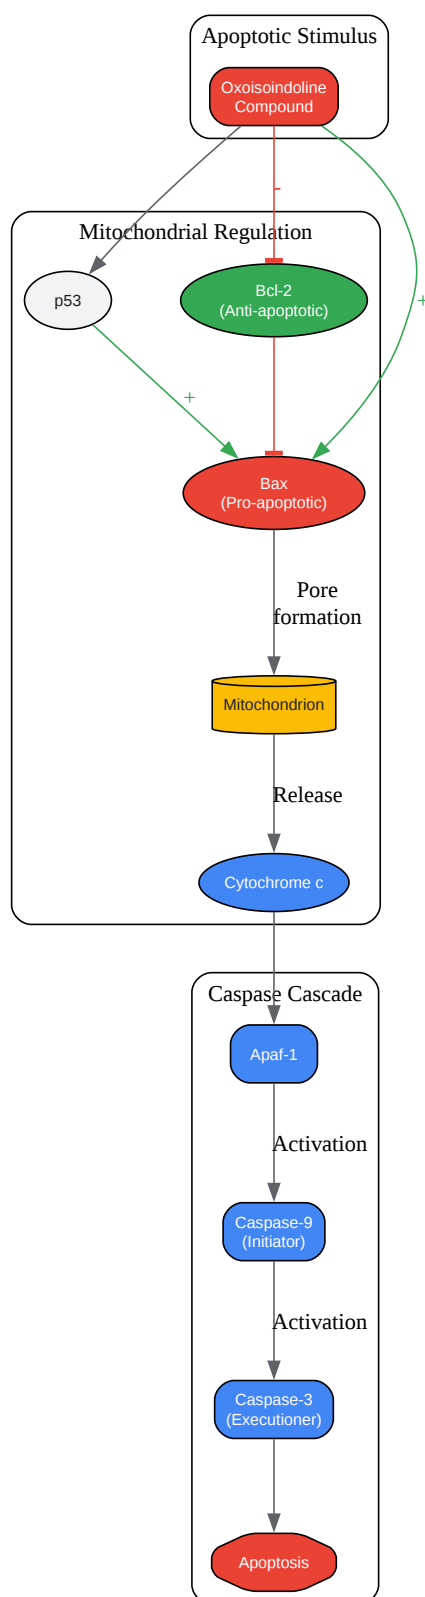 Apoptotic Stimulus
Oxoisoindoline
Compound
-
Mitochondrial Regulation
p53
Bcl-2
(Anti-apoptotic)
+
+
Bax
(Pro-apoptotic)
Pore
formation
Mitochondrion
Release
Cytochrome c
Caspase Cascade
Apaf-1
Activation
Caspase-9
(Initiator)
Activation
Caspase-3
(Executioner)
Apoptosis